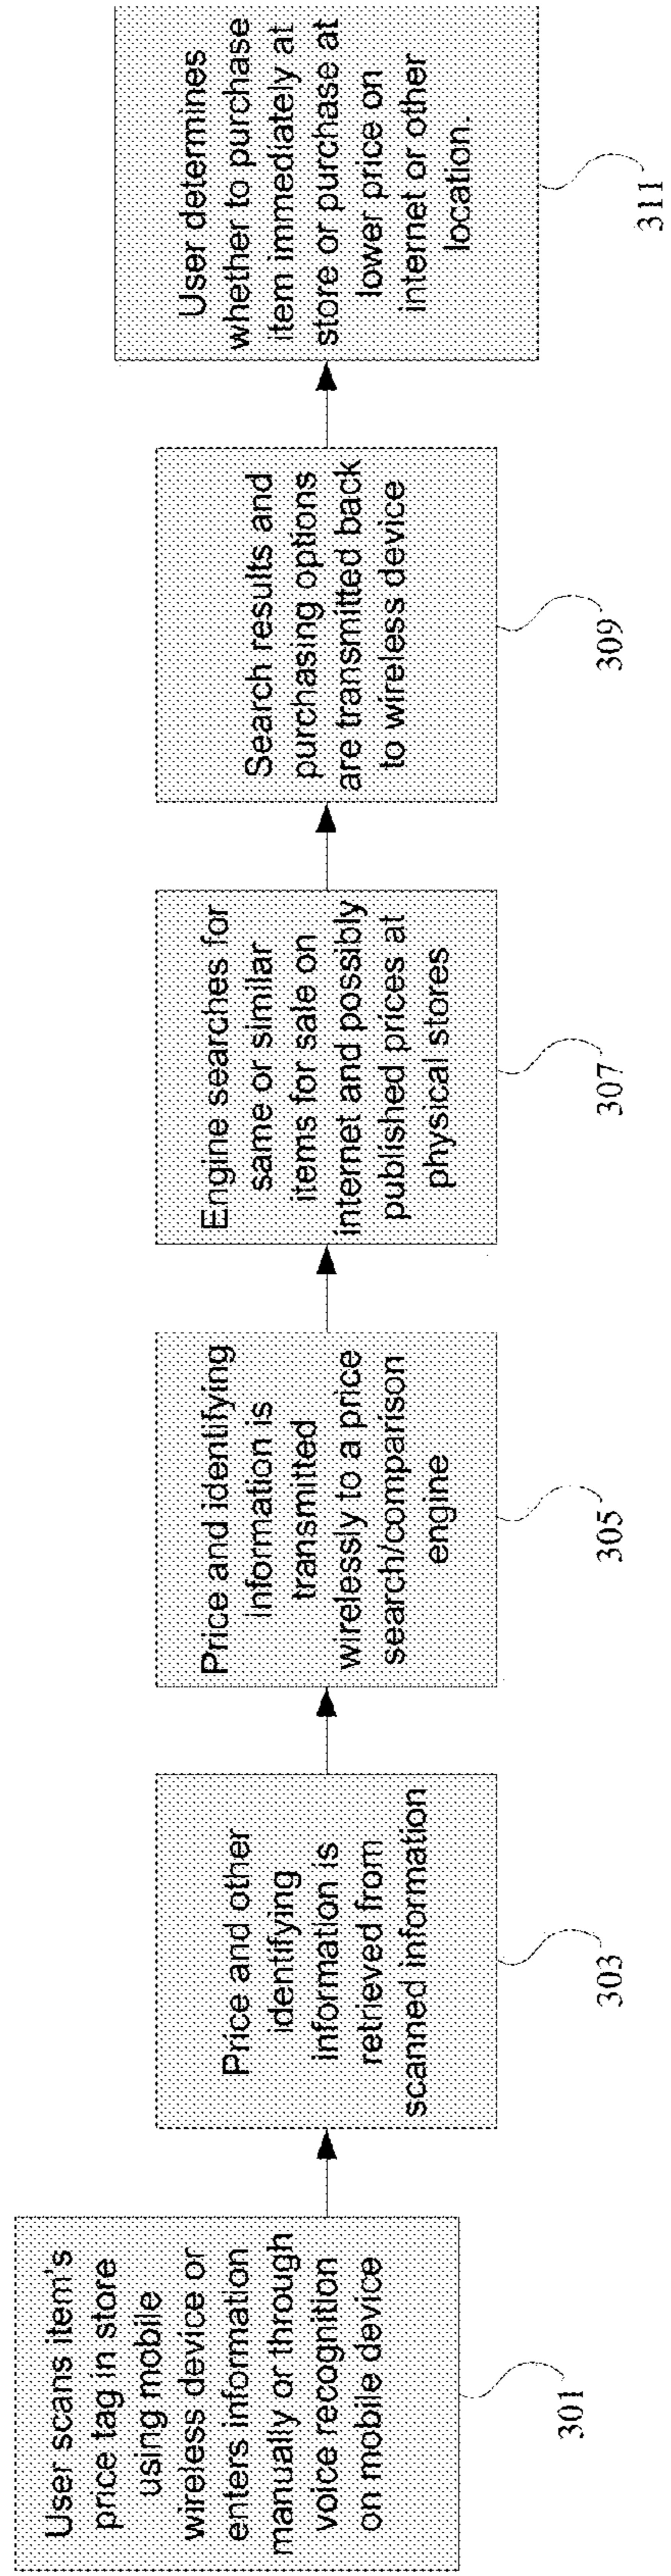 User scans item's
price tag in store
using mobile
wireless device or
enters information
manually or through
voice recognition
on mobile device
301
Price and other
identifying
information is
retrieved from
scanned information
303
Price and identifying
information is
transmitted
wirelessly to a price
search/comparison
engine
305
Engine searches for
same or similar
items for sale on
internet and possibly
published prices at
physical stores
307
Search results and
purchasing options
are transmitted back
to wireless device
309
User determines
whether to purchase
item immediately at
store or purchase at
lower price on
internet or other
location.
311